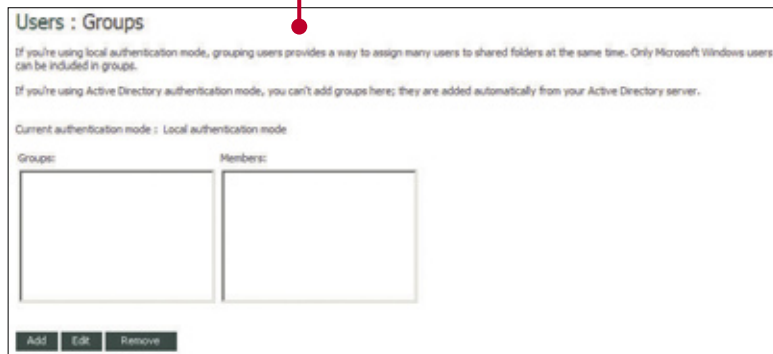 Users : Groups
If you're using local authentication mode, grouping users provides a way to assign many users to shared folders at the same time. Only Microsoft Windows users
can be included in groups.
If you're using Active Directory authentication mode, you can't add groups here; they are added automatically from your Active Directory server.
Current authentication mode : Local authentication mode
Groups: Members:
Add Edit Remove